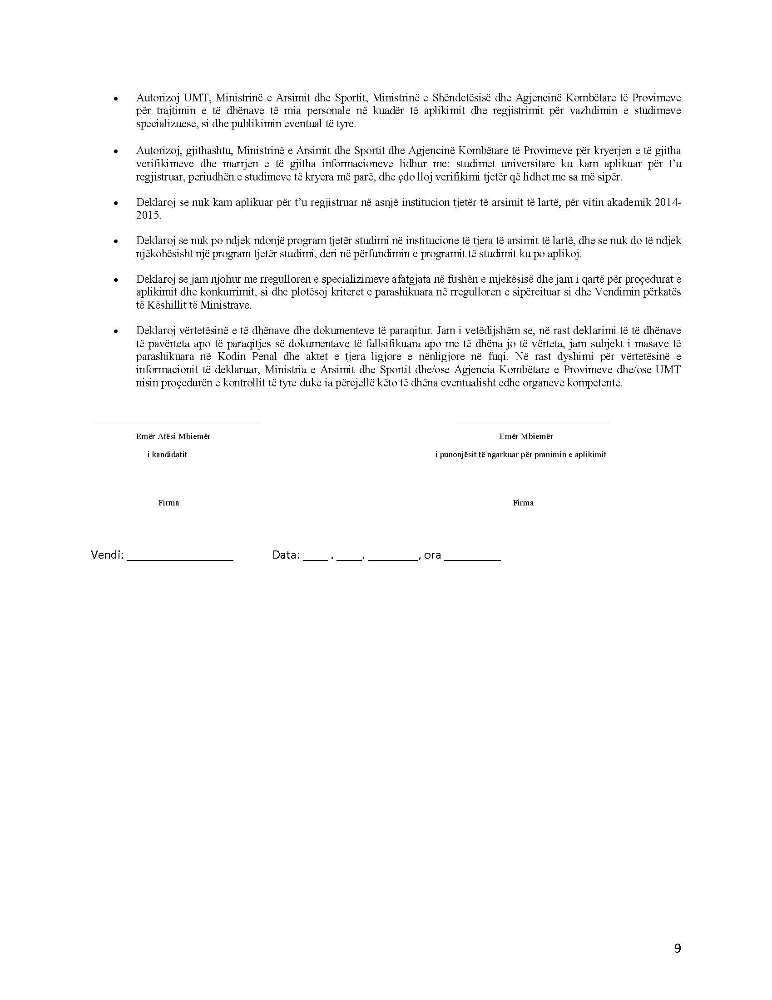 • Autorizoj UMT, Ministrinë e Arsimit dhe Sportit, Ministrinë e Shëndetësisë dhe Agjencinë Kombëtare të Provimeve
për trajtimin e të dhënave të mia personale në kuadër të aplikimit dhe regjistrimit për vazhdimin e studimeve
specializuese, si dhe publikimin eventual të tyre.
• Autorizoj, gjithashtu, Ministrinë e Arsimit dhe Sportit dhe Agjencinë Kombëtare të Provimeve për kryerjen e të gjitha
verifikimeve dhe marrjen e të gjitha informacioneve lidhur me: studimet universitare ku kam aplikuar për t’u
regjistruar, periudhën e studimeve të kryera më parë, dhe çdo lloj verifikimi tjetër që lidhet me sa më sipër.
• Deklaroj se nuk kam aplikuar për t’u regjistruar në asnjë institucion tjetër të arsimit të lartë, për vitin akademik 2014-
2015.
• Deklaroj se nuk po ndjek ndonjë program tjetër studimi në institucione të tjera të arsimit të lartë, dhe se nuk do të ndjek
njëkohësisht një program tjetër studimi, deri në përfundimin e programit të studimit ku po aplikoj.
• Deklaroj se jam njohur me rregulloren e specializimeve afatgjata në fushën e mjekësisë dhe jam i qartë për proçedurat e
aplikimit dhe konkurrimit, si dhe plotësoj kriteret e parashikuara në rregulloren e sipërcituar si dhe Vendimin përkatës
të Këshillit të Ministrave.
• Deklaroj vërtetësinë e të dhënave dhe dokumenteve të paraqitur. Jam i vetëdijshëm se, në rast deklarimi të të dhënave
të pavërteta apo të paraqitjes së dokumentave të fallsifikuara apo me të dhëna jo të vërteta, jam subjekt i masave të
parashikuara në Kodin Penal dhe aktet e tjera ligjore e nënligjore në fuqi. Në rast dyshimi për vërtetësinë e
informacionit të deklaruar, Ministria e Arsimit dhe Sportit dhe/ose Agjencia Kombëtare e Provimeve dhe/ose UMT
nisin proçedurën e kontrollit të tyre duke ia përcjellë këto të dhëna eventualisht edhe organeve kompetente.
Emër Atësi Mbiemër Emër Mbiemër
i kandidatit i punonjësit të ngarkuar për pranimin e aplikimit
Firma Firma
Vendi: _________________ Data: ____ . ____. ________, ora _________
9